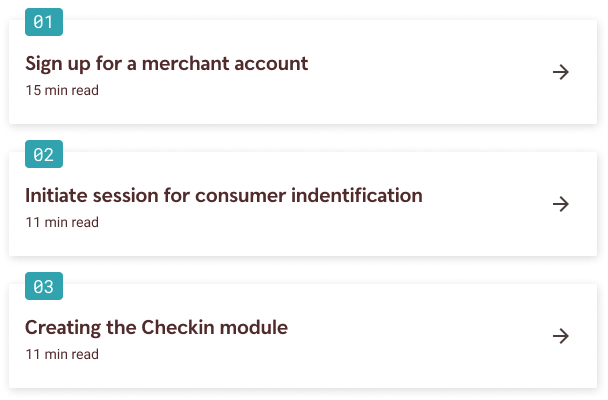 01
Sign up for a merchant account
15 min read
02
Initiate session for consumer indentification
11 min read
03
Creating the Checkin module
11 min read